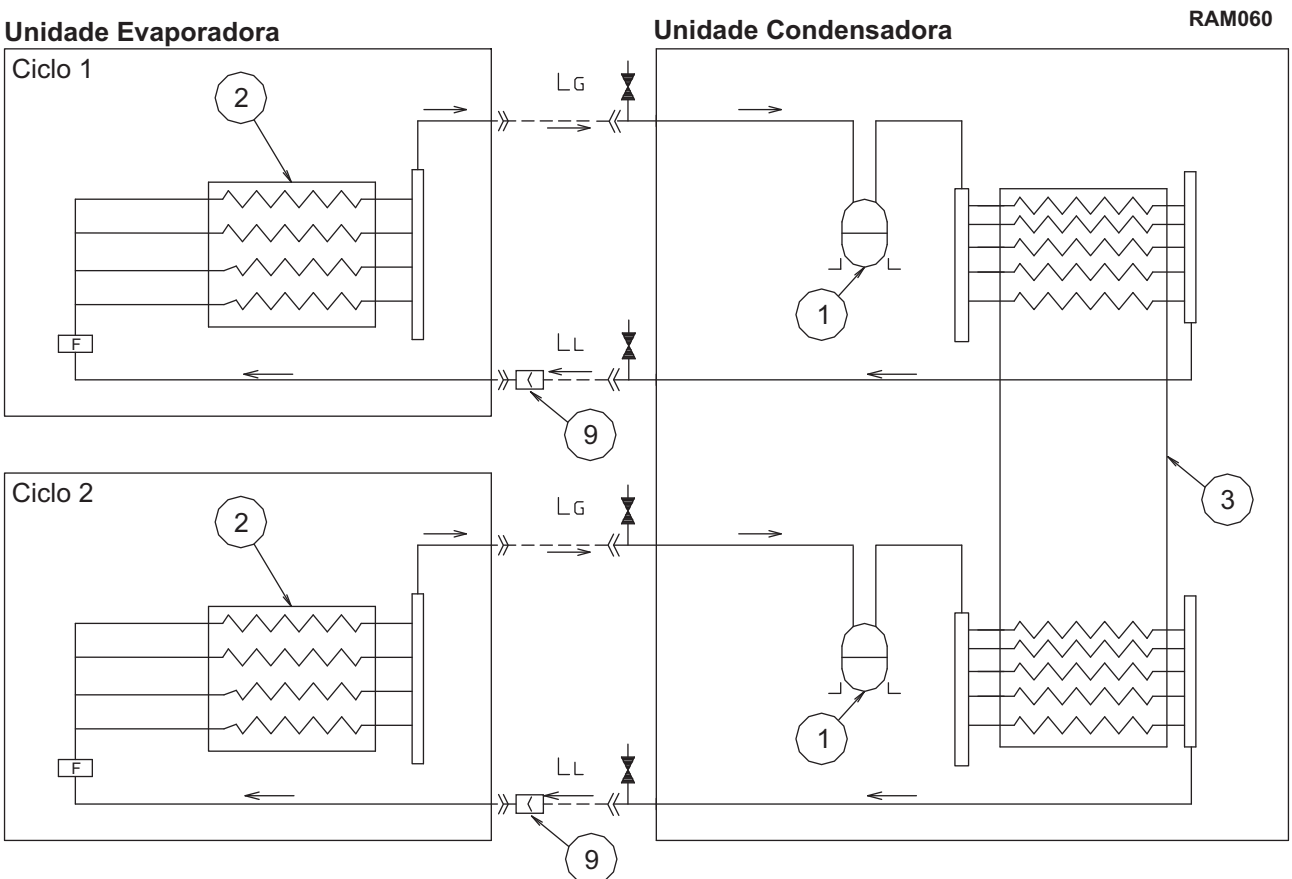 RAM060
Unidade Evaporadora
Unidade Condensadora
Ciclo 1
2
LG
1
F
LL
9
3
Ciclo 2
2
LG
1
F
LL
9